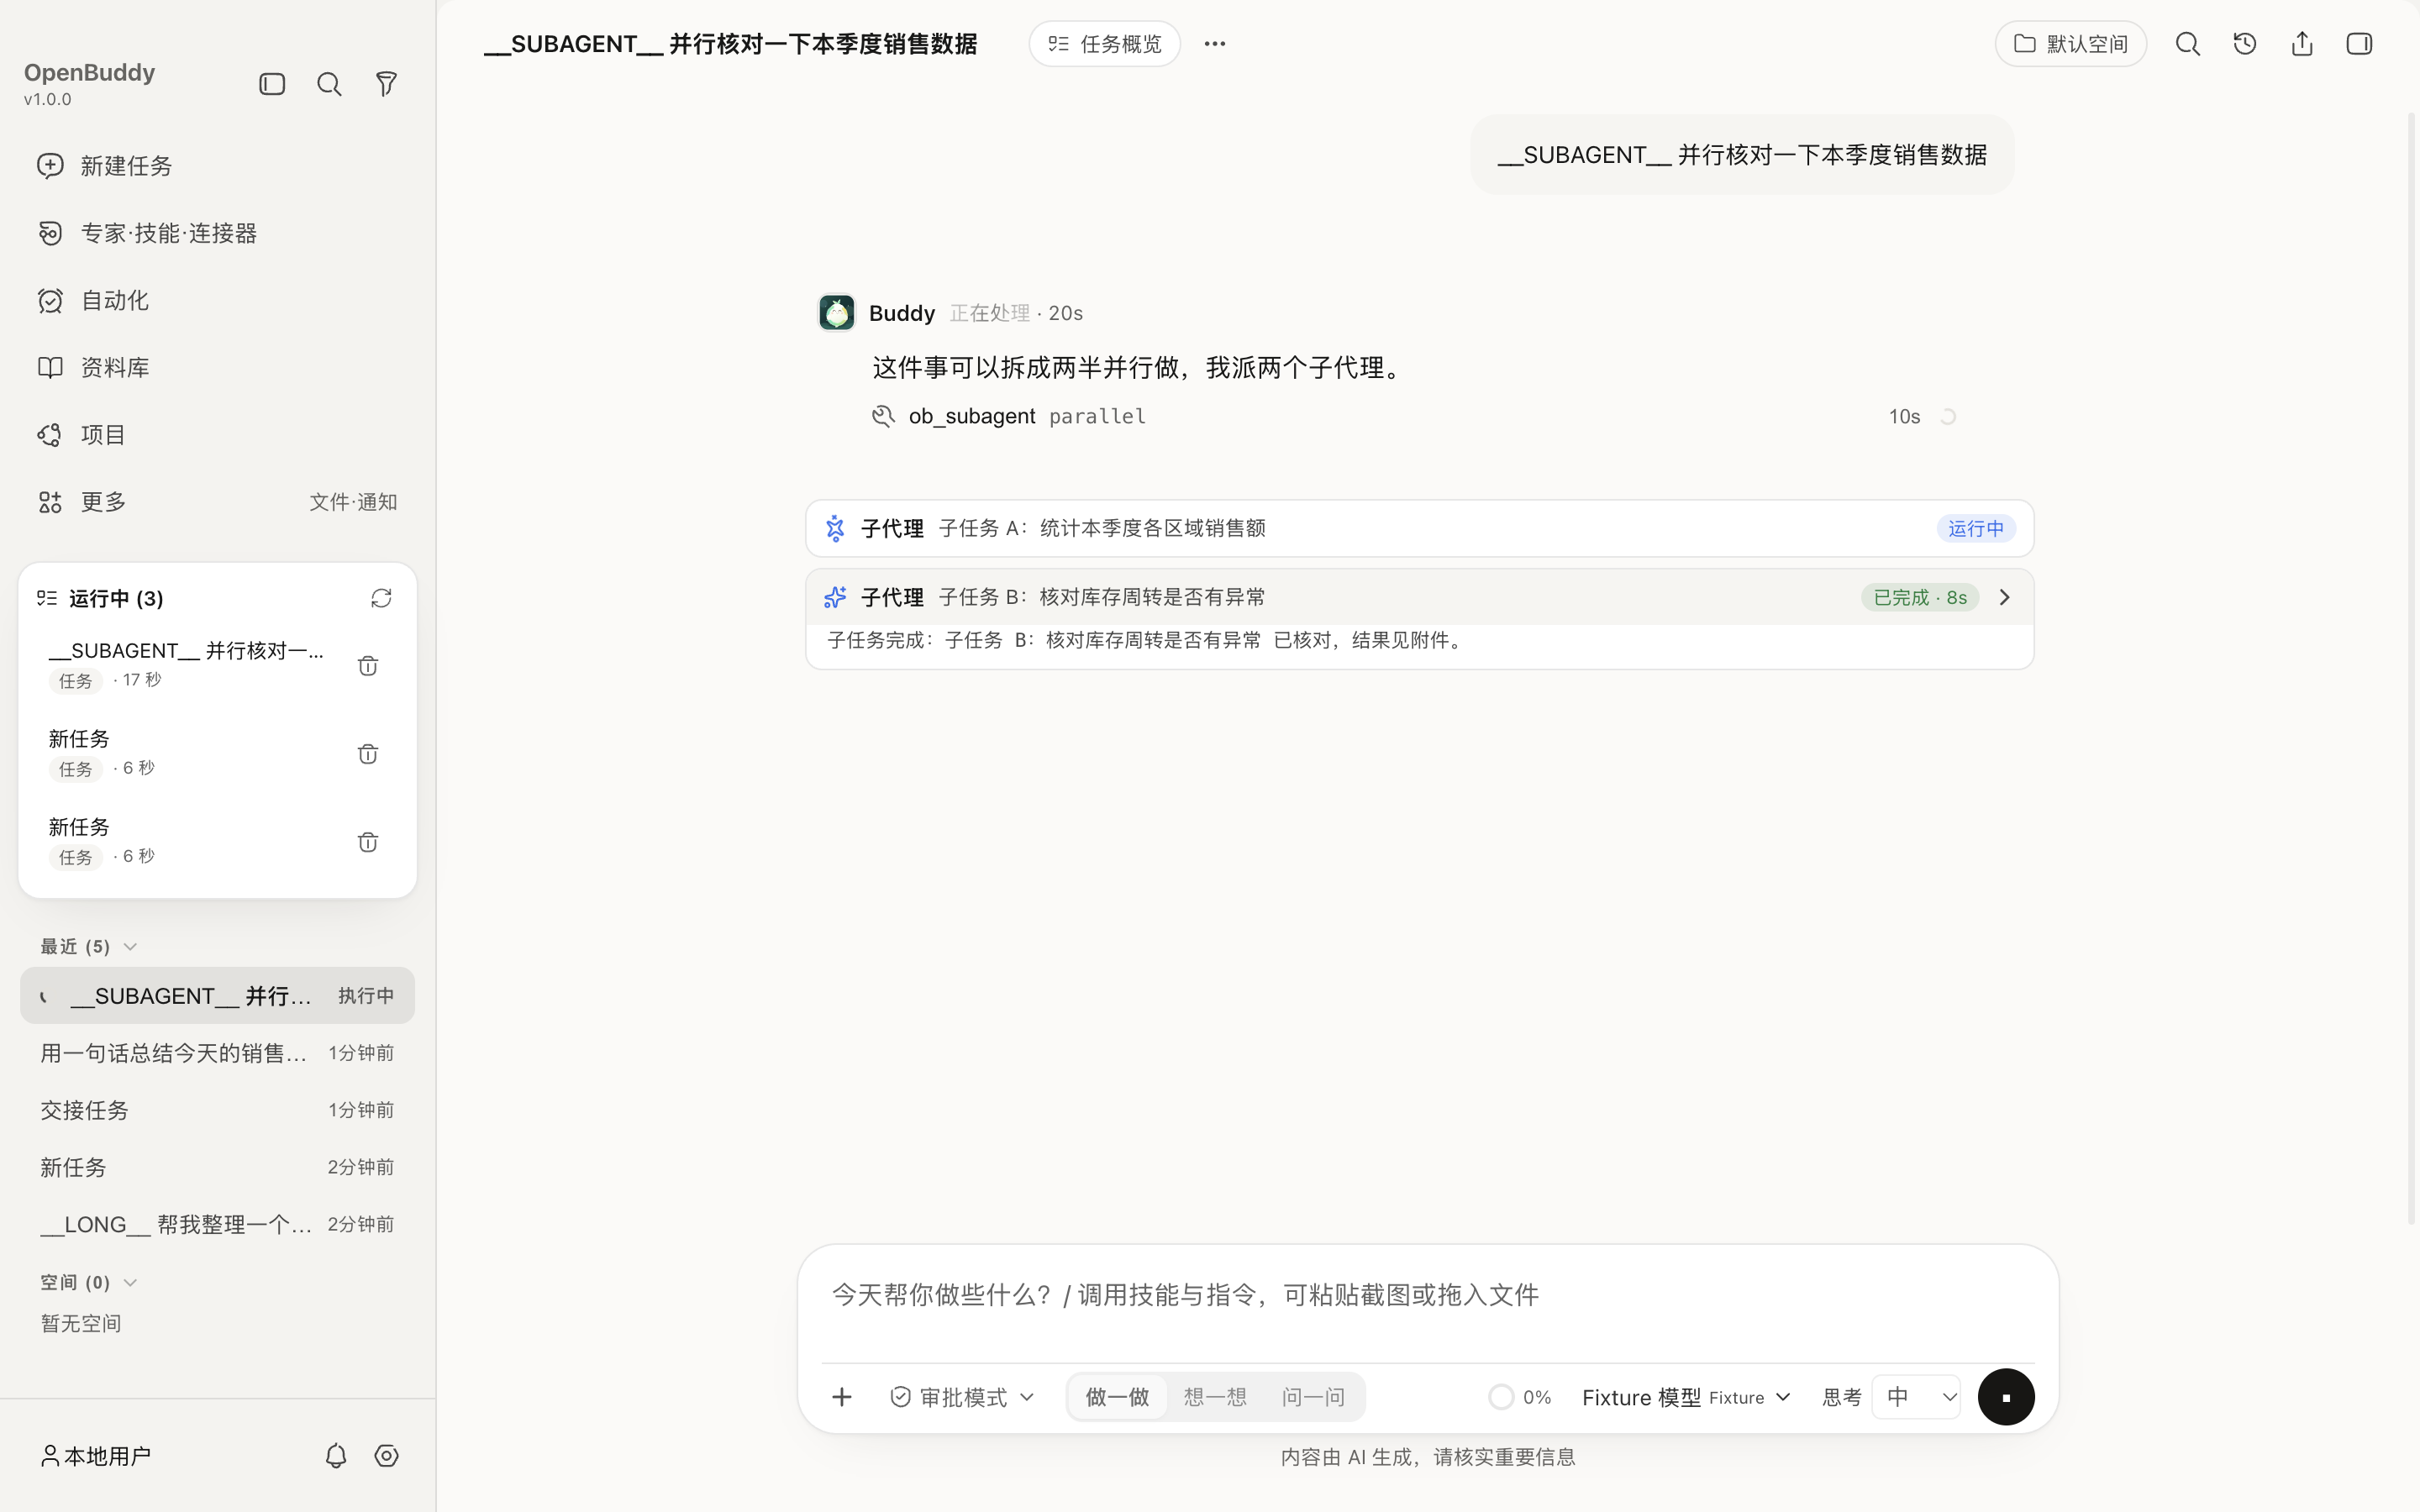 OpenBuddy
v1.0.0
新建任务
专家·技能·连接器
自动化
资料库
项目
更多 文件·通知
运行中 (3)
__SUBAGENT__ 并行核对一...
任务 · 17 秒
新任务
任务 · 6 秒
新任务
任务 · 6 秒
最近 (5)
__SUBAGENT__ 并行... 执行中
用一句话总结今天的销售... 1分钟前
交接任务 1分钟前
新任务 2分钟前
__LONG__ 帮我整理一个... 2分钟前
空间 (0)
暂无空间
本地用户
__SUBAGENT__ 并行核对一下本季度销售数据
任务概览
默认空间
__SUBAGENT__ 并行核对一下本季度销售数据
Buddy 正在处理 · 20s
这件事可以拆成两半并行做，我派两个子代理。
ob_subagent parallel 10s
子代理 子任务 A：统计本季度各区域销售额 运行中
子代理 子任务 B：核对库存周转是否有异常 已完成 · 8s
子任务完成：子任务 B：核对库存周转是否有异常 已核对，结果见附件。
今天帮你做些什么？/ 调用技能与指令，可粘贴截图或拖入文件
审批模式 做一做 想一想 问一问 0% Fixture 模型 Fixture 思考 中
内容由 AI 生成，请核实重要信息